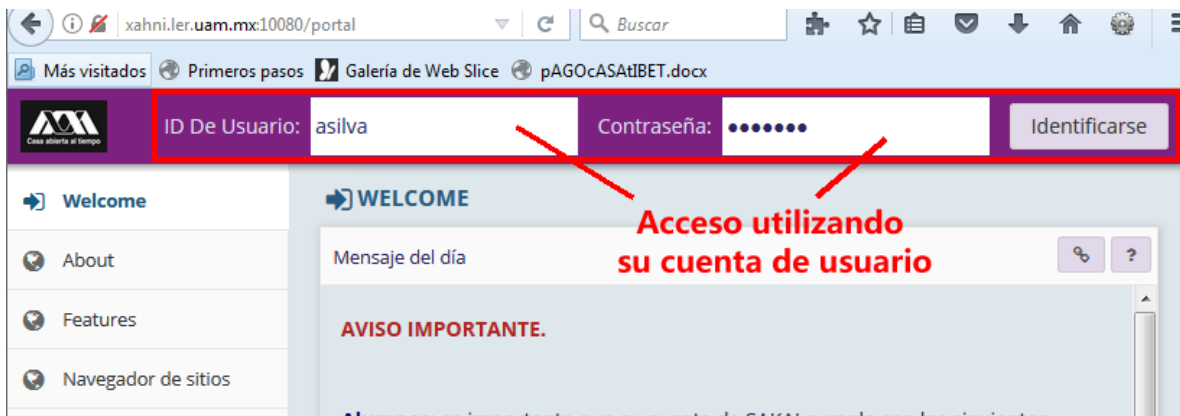 xahni.ler.uam.mx:10080/portal
Buscar
Más visitados Primeros pasos Galería de Web Slice pAGOcASAtIBET.docx
Casa abierta al tiempo
ID De Usuario: asilva Contraseña: ••••••• Identificarse
Welcome
About
Features
Navegador de sitios
WELCOME
Acceso utilizando
su cuenta de usuario
Mensaje del día
?
AVISO IMPORTANTE.